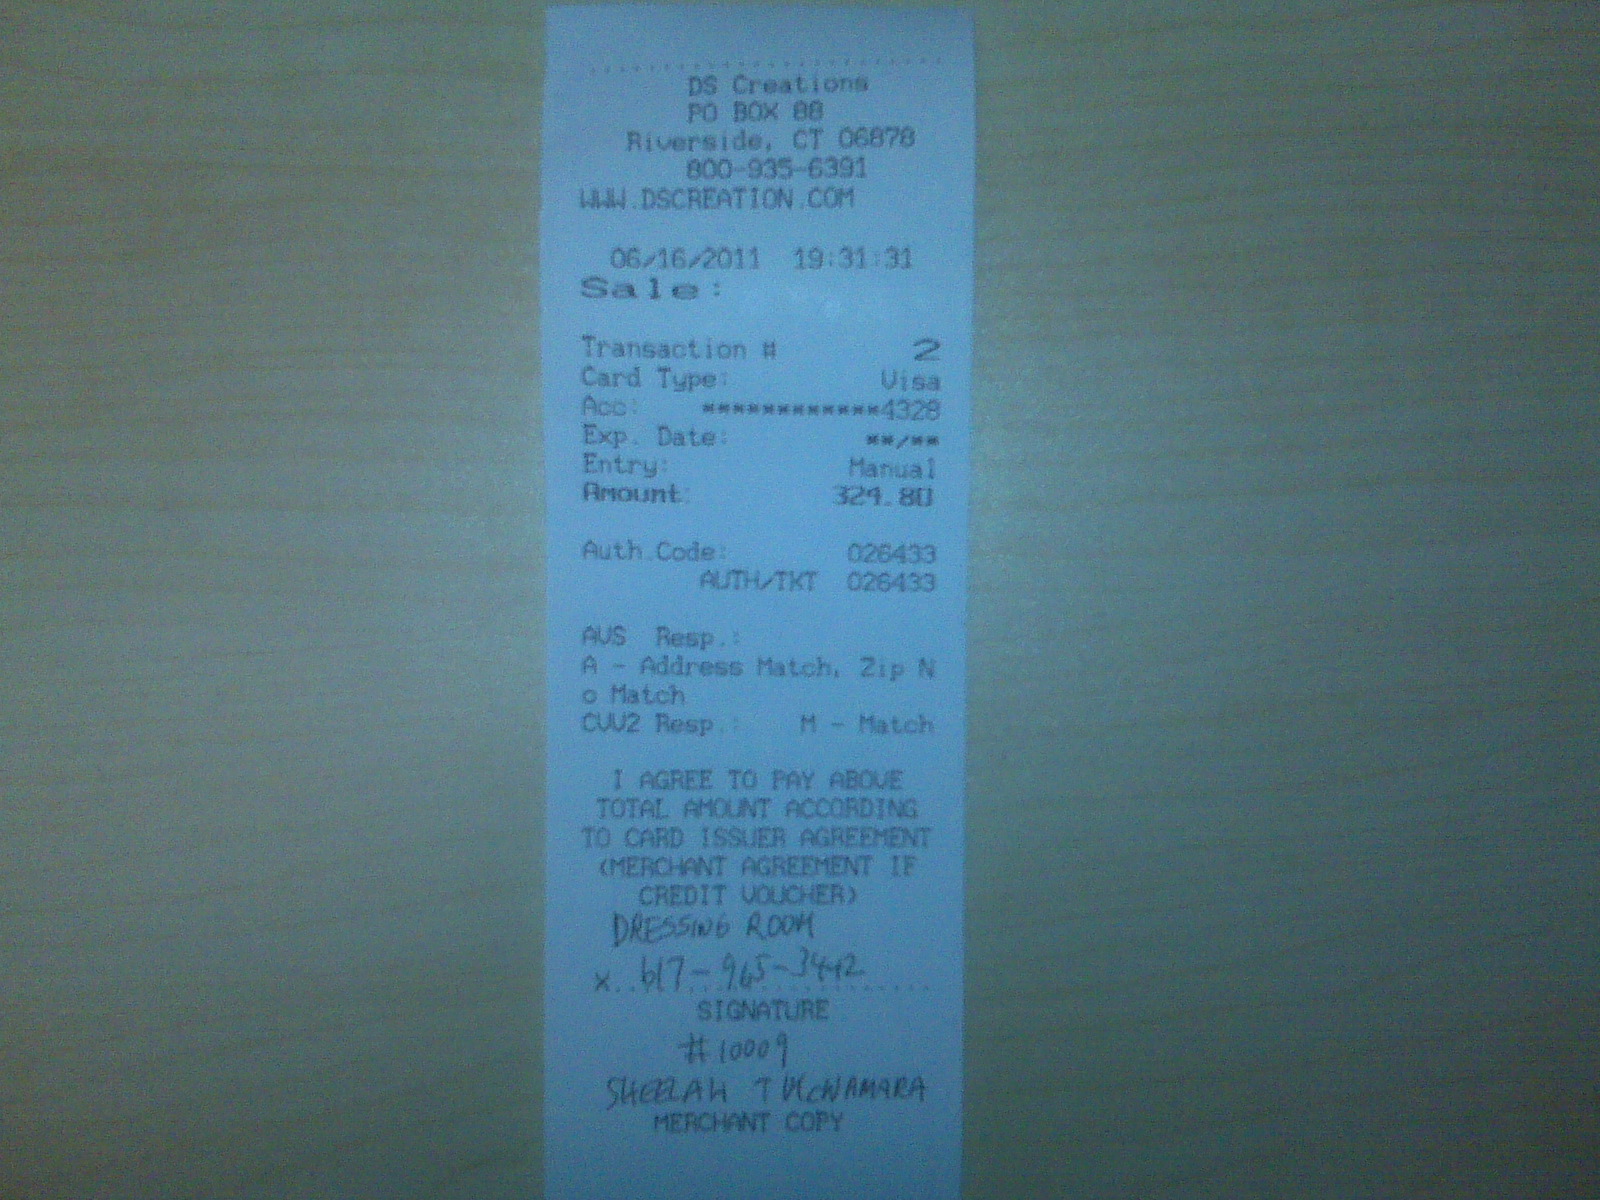 DS Creations
PO BOX 88
Riverside, CT 06878
800-935-6391
WWW.DSCREATION.COM
06/16/2011 19:31:31
Sale:
Transaction # 2
Card Type: Visa
Acc: ************4328
Exp. Date: **/**
Entry: Manual
Amount: 324.80
Auth.Code: 026433
AUTH/TKT 026433
AVS Resp.:
A - Address Match, Zip N
o Match
CVV2 Resp.: M - Match
I AGREE TO PAY ABOVE
TOTAL AMOUNT ACCORDING
TO CARD ISSUER AGREEMENT
(MERCHANT AGREEMENT IF
CREDIT VOUCHER)
DRESSING ROOM
x 617-965-3442
SIGNATURE
#10009
SHEELAH T MCNAMARA
MERCHANT COPY